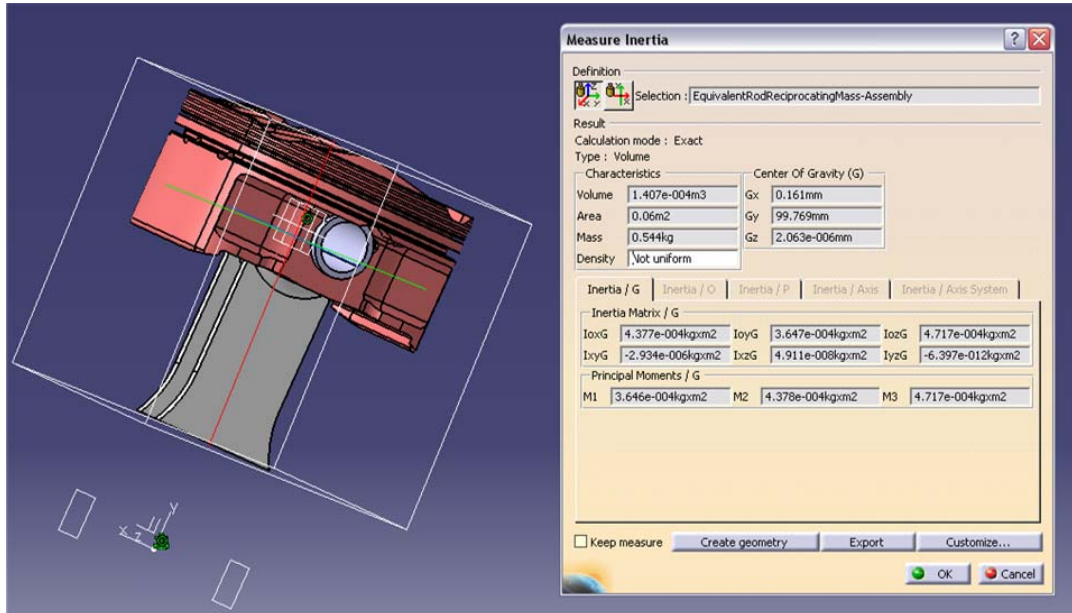 Measure Inertia
Definition
Selection : EquivalentRodReciprocatingMass-Assembly
Result
Calculation mode : Exact
Type : Volume
Characteristics Center Of Gravity (G)
Volume 1.407e-004m3 Gx 0.161mm
Area 0.06m2 Gy 99.769mm
Mass 0.544kg Gz 2.063e-006mm
Density Not uniform
Inertia / G Inertia / O Inertia / P Inertia / Axis Inertia / Axis System
Inertia Matrix / G
IoxG 4.377e-004kgxm2 IoyG 3.647e-004kgxm2 IozG 4.717e-004kgxm2
IxyG -2.934e-006kgxm2 IxzG 4.911e-008kgxm2 IyzG -6.397e-012kgxm2
Principal Moments / G
M1 3.646e-004kgxm2 M2 4.378e-004kgxm2 M3 4.717e-004kgxm2
Keep measure Create geometry Export Customize...
OK Cancel
y
x z